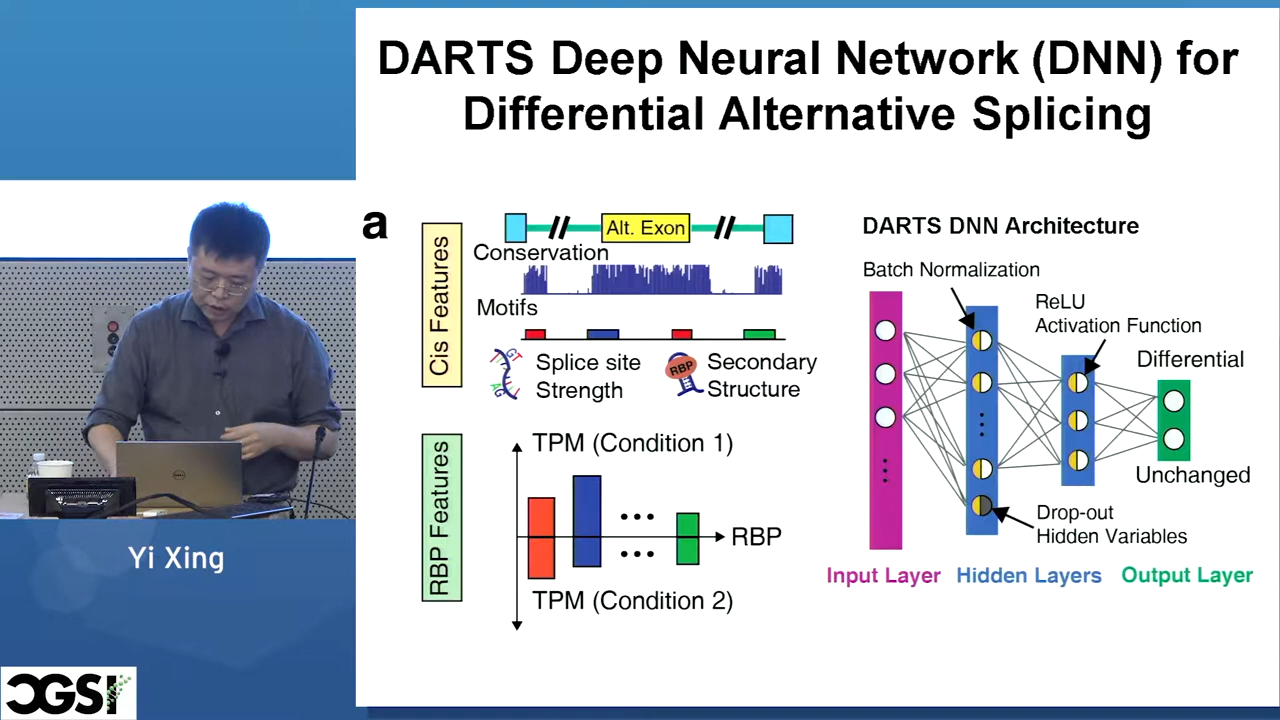 DARTS Deep Neural Network (DNN) for
Differential Alternative Splicing
a
Cis Features
Alt. Exon
Conservation
Motifs
Splice site
Strength
RBP
Secondary
Structure
RBP Features
TPM (Condition 1)
RBP
TPM (Condition 2)
DARTS DNN Architecture
Batch Normalization
ReLU
Activation Function
Differential
Unchanged
Drop-out
Hidden Variables
Input Layer
Hidden Layers
Output Layer
Yi Xing
CGSI